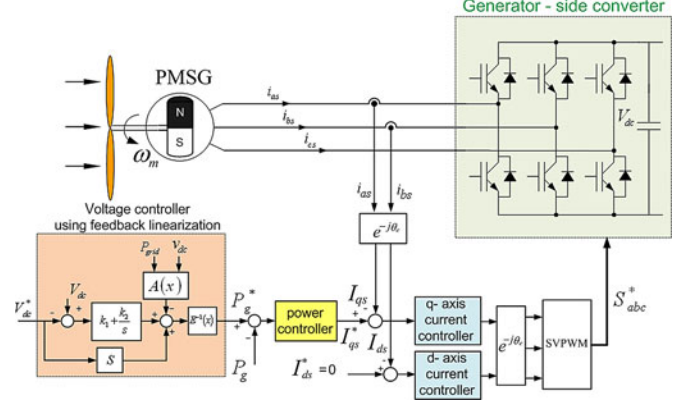 Generator - side converter
PMSG
N
S
ω_m
i_as
i_bs
i_cs
V_dc
i_as
i_bs
e^-jθ_e
Voltage controller
using feedback linearization
P_grid
v_dc
A(x)
V_dc^*
V_dc
k_1 + k_2/s
E^-1(x)
S
P_g^*
P_g
power
controller
I_qs
I_qs^*
I_ds
I_ds^* = 0
q- axis
current
controller
d- axis
current
controller
e^-jθ_e
SVPWM
S_abc^*